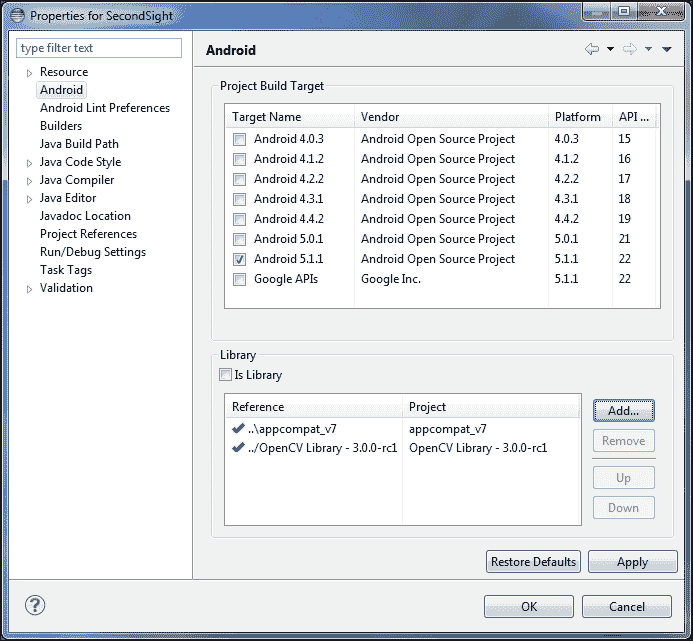 Properties for SecondSight
type filter text
Resource
Android
Android Lint Preferences
Builders
Java Build Path
Java Code Style
Java Compiler
Java Editor
Javadoc Location
Project References
Run/Debug Settings
Task Tags
Validation
Android
Project Build Target
Target Name Vendor Platform API ...
Android 4.0.3 Android Open Source Project 4.0.3 15
Android 4.1.2 Android Open Source Project 4.1.2 16
Android 4.2.2 Android Open Source Project 4.2.2 17
Android 4.3.1 Android Open Source Project 4.3.1 18
Android 4.4.2 Android Open Source Project 4.4.2 19
Android 5.0.1 Android Open Source Project 5.0.1 21
Android 5.1.1 Android Open Source Project 5.1.1 22
Google APIs Google Inc. 5.1.1 22
Library
Is Library
Reference Project
..\appcompat_v7 appcompat_v7
../OpenCV Library - 3.0.0-rc1 OpenCV Library - 3.0.0-rc1
Add...
Remove
Up
Down
Restore Defaults Apply
? OK Cancel